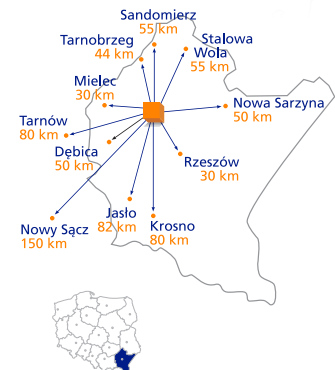 Sandomierz
55 km
Tarnobrzeg
44 km
Stalowa
Wola
55 km
Mielec
30 km
Nowa Sarzyna
50 km
Tarnów
80 km
Dębica
50 km
Rzeszów
30 km
Jasło
82 km
Krosno
80 km
Nowy Sącz
150 km